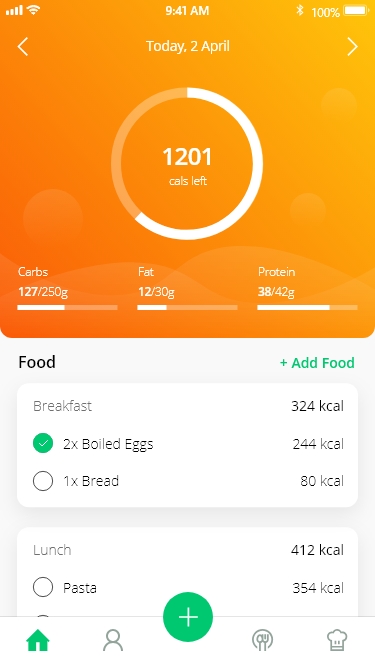 9:41 AM
100%
Today, 2 April
1201
cals left
Carbs Fat Protein
127/250g 12/30g 38/42g
Food + Add Food
Breakfast 324 kcal
2x Boiled Eggs 244 kcal
1x Bread 80 kcal
Lunch 412 kcal
Pasta 354 kcal